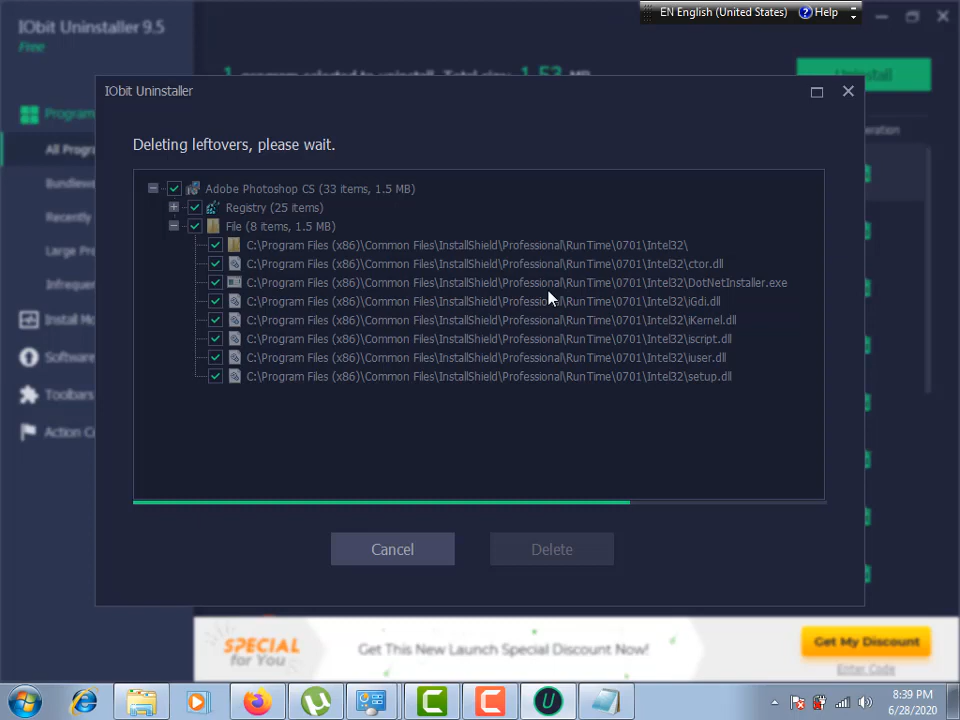 IObit Uninstaller 9.5
Free
EN English (United States) Help
1 program selected to uninstall. Total size: 1.53 MB
Uninstall
IObit Uninstaller
Deleting leftovers, please wait.
Adobe Photoshop CS (33 items, 1.5 MB)
Registry (25 items)
File (8 items, 1.5 MB)
C:\Program Files (x86)\Common Files\InstallShield\Professional\RunTime\0701\Intel32\
C:\Program Files (x86)\Common Files\InstallShield\Professional\RunTime\0701\Intel32\ctor.dll
C:\Program Files (x86)\Common Files\InstallShield\Professional\RunTime\0701\Intel32\DotNetInstaller.exe
C:\Program Files (x86)\Common Files\InstallShield\Professional\RunTime\0701\Intel32\iGdi.dll
C:\Program Files (x86)\Common Files\InstallShield\Professional\RunTime\0701\Intel32\iKernel.dll
C:\Program Files (x86)\Common Files\InstallShield\Professional\RunTime\0701\Intel32\iscript.dll
C:\Program Files (x86)\Common Files\InstallShield\Professional\RunTime\0701\Intel32\iuser.dll
C:\Program Files (x86)\Common Files\InstallShield\Professional\RunTime\0701\Intel32\setup.dll
Cancel
Delete
Program
All Progr
Bundlew
Recently
Large Pro
Infrequen
Install Mo
Software
Toolbars
Action C
SPECIAL
for You
Get This New Launch Special Discount Now!
Get My Discount
Enter Code
8:39 PM
6/28/2020